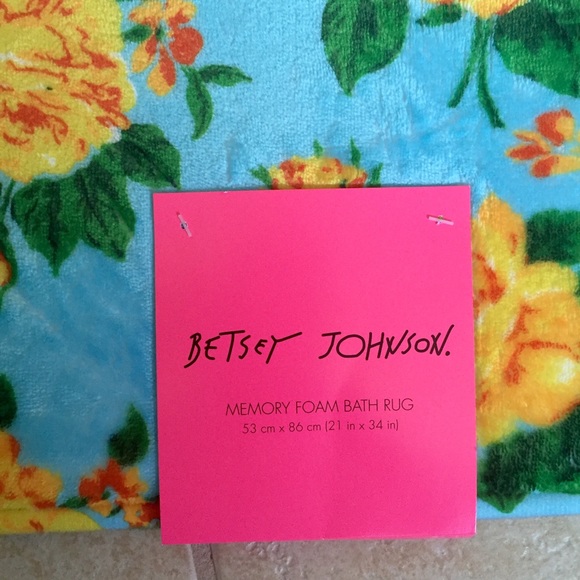 BETSEY JOHNSON.
MEMORY FOAM BATH RUG
53 cm x 86 cm (21 in x 34 in)